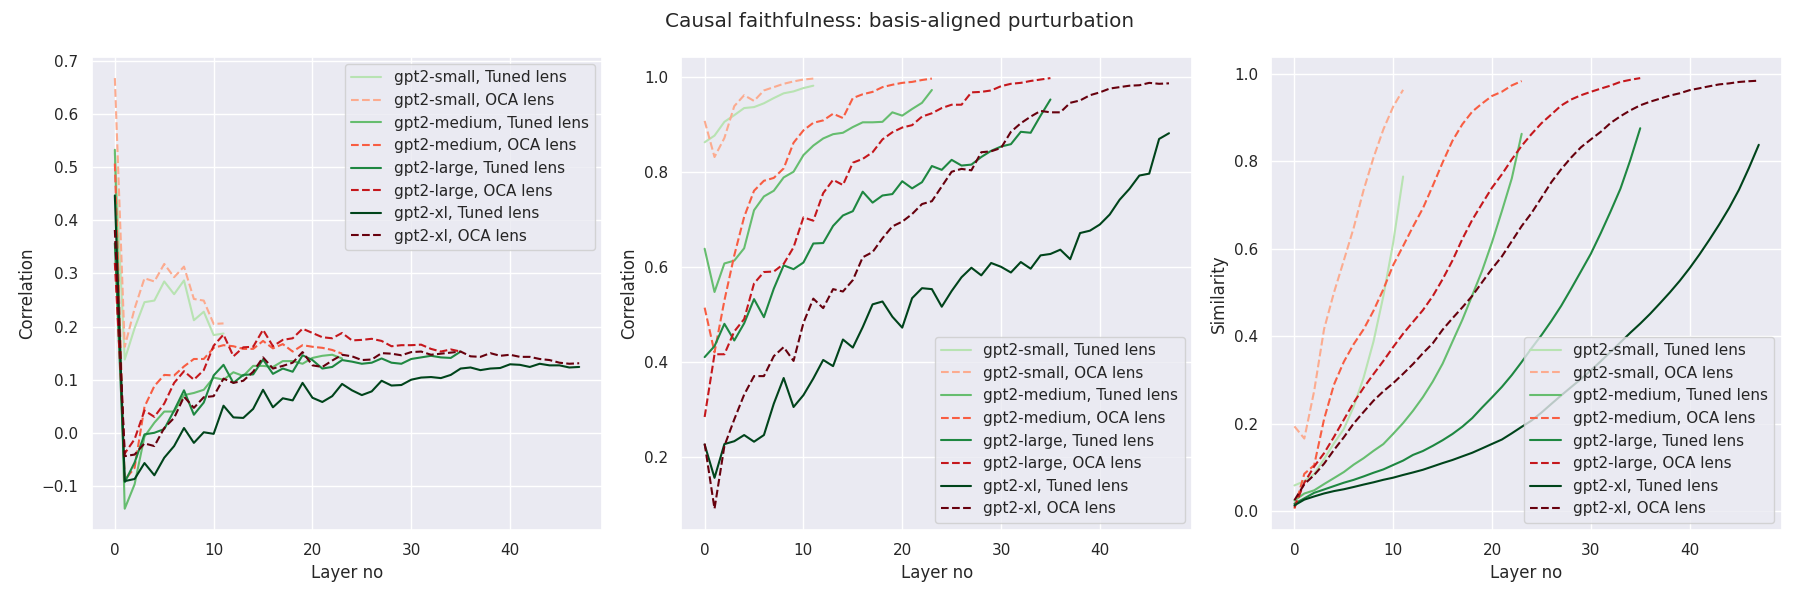 Causal faithfulness: basis-aligned purturbation
Correlation
0.7
0.6
0.5
0.4
0.3
0.2
0.1
0.0
−0.1
gpt2-small, Tuned lens
gpt2-small, OCA lens
gpt2-medium, Tuned lens
gpt2-medium, OCA lens
gpt2-large, Tuned lens
gpt2-large, OCA lens
gpt2-xl, Tuned lens
gpt2-xl, OCA lens
0 10 20 30 40
Layer no
Correlation
1.0
0.8
0.6
0.4
0.2
gpt2-small, Tuned lens
gpt2-small, OCA lens
gpt2-medium, Tuned lens
gpt2-medium, OCA lens
gpt2-large, Tuned lens
gpt2-large, OCA lens
gpt2-xl, Tuned lens
gpt2-xl, OCA lens
0 10 20 30 40
Layer no
Similarity
1.0
0.8
0.6
0.4
0.2
0.0
gpt2-small, Tuned lens
gpt2-small, OCA lens
gpt2-medium, Tuned lens
gpt2-medium, OCA lens
gpt2-large, Tuned lens
gpt2-large, OCA lens
gpt2-xl, Tuned lens
gpt2-xl, OCA lens
0 10 20 30 40
Layer no